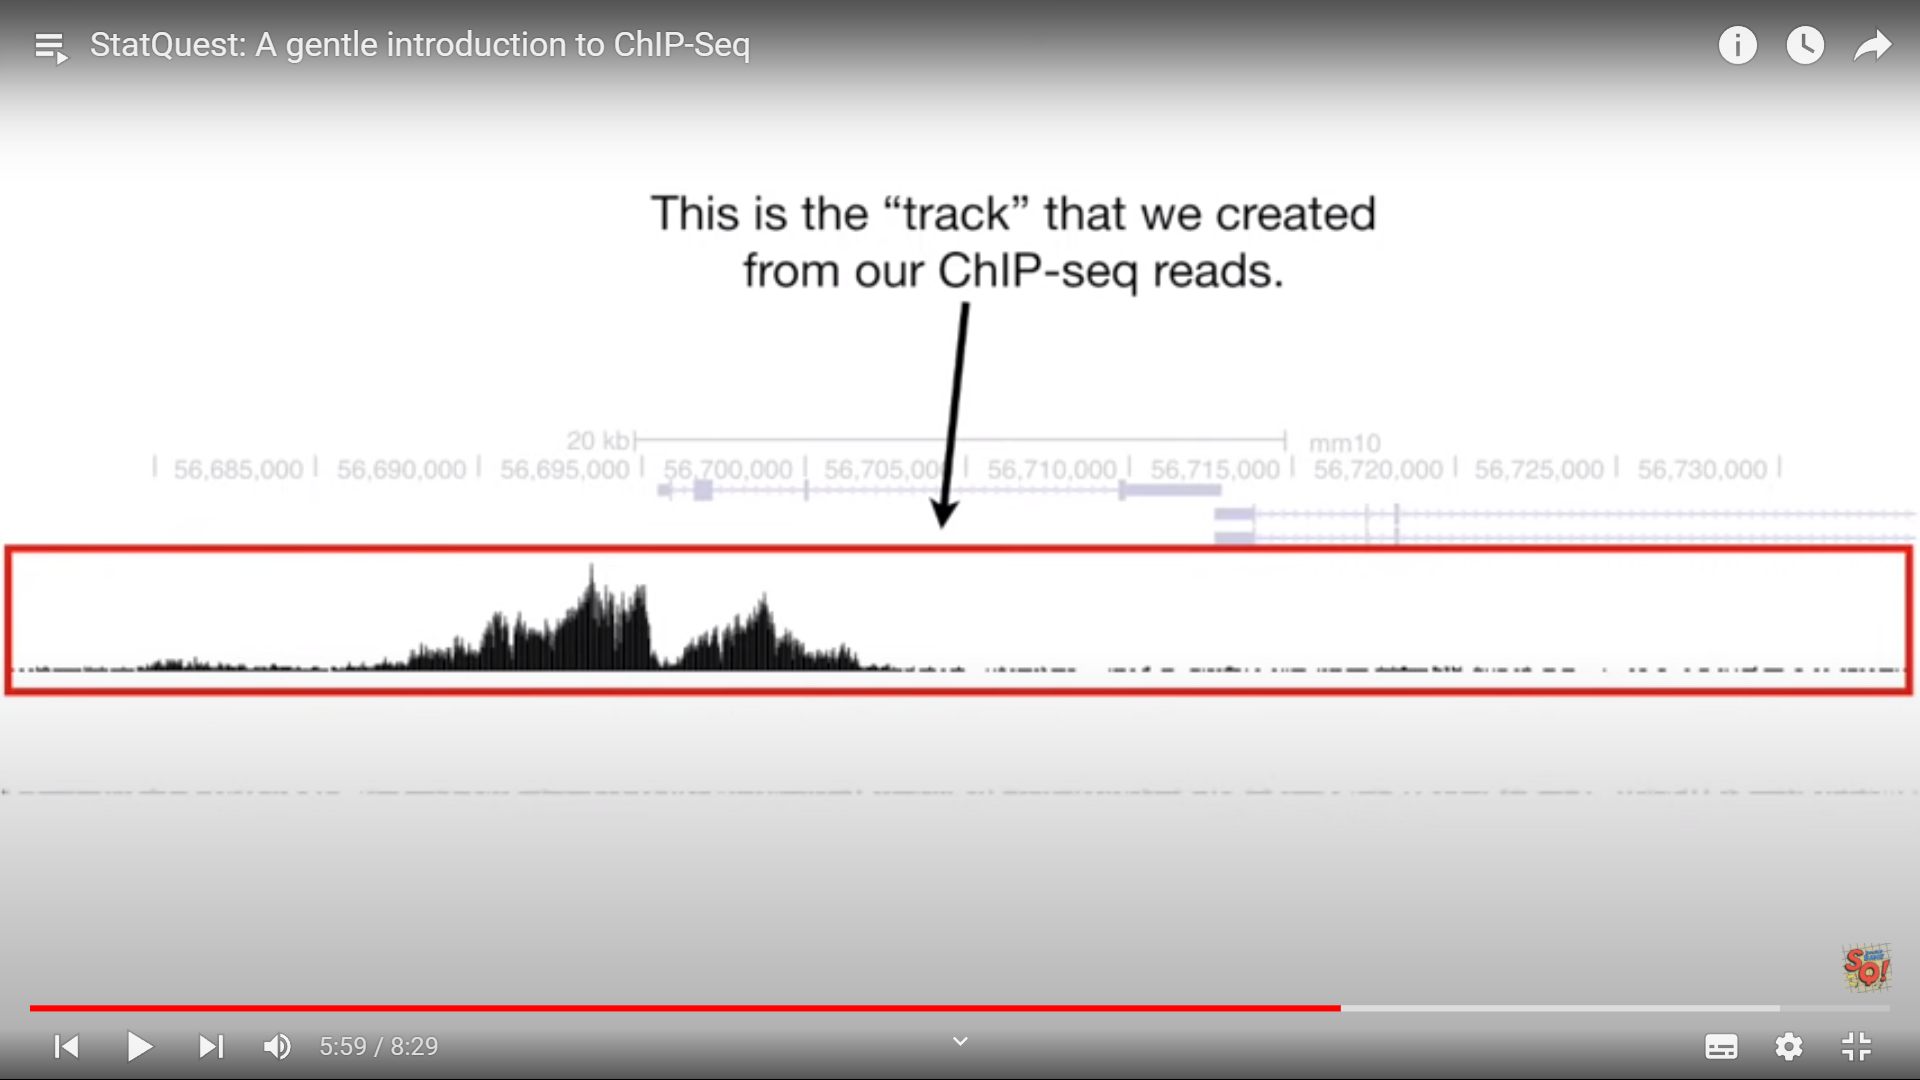 StatQuest: A gentle introduction to ChIP-Seq
This is the “track” that we created
from our ChIP-seq reads.
20 kb mm10
56,685,000 56,690,000 56,695,000 56,700,000 56,705,000 56,710,000 56,715,000 56,720,000 56,725,000 56,730,000
SQ!
5:59 / 8:29